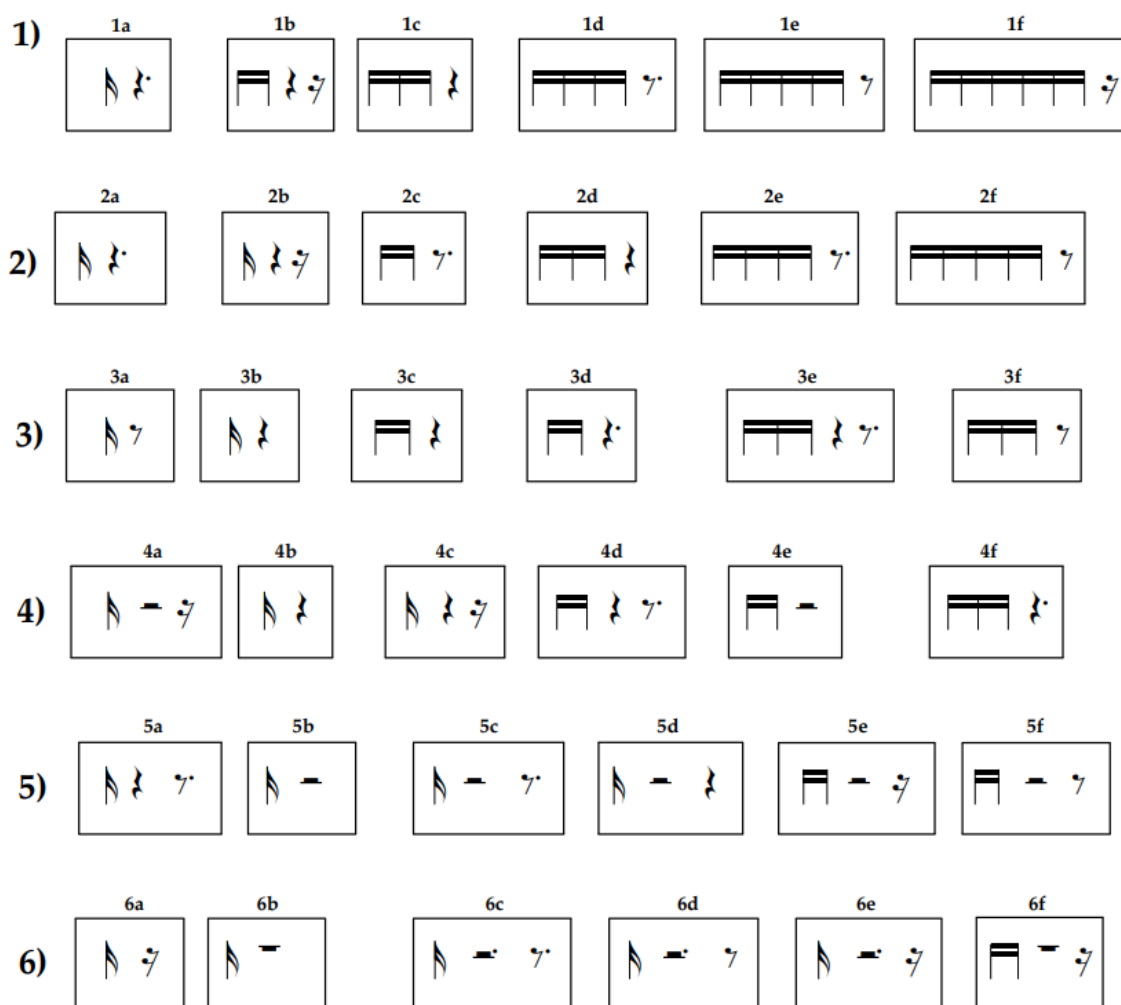 1a 1b 1c 1d 1e 1f
1)
2a 2b 2c 2d 2e 2f
2)
3a 3b 3c 3d 3e 3f
3)
4a 4b 4c 4d 4e 4f
4)
5a 5b 5c 5d 5e 5f
5)
6a 6b 6c 6d 6e 6f
6)